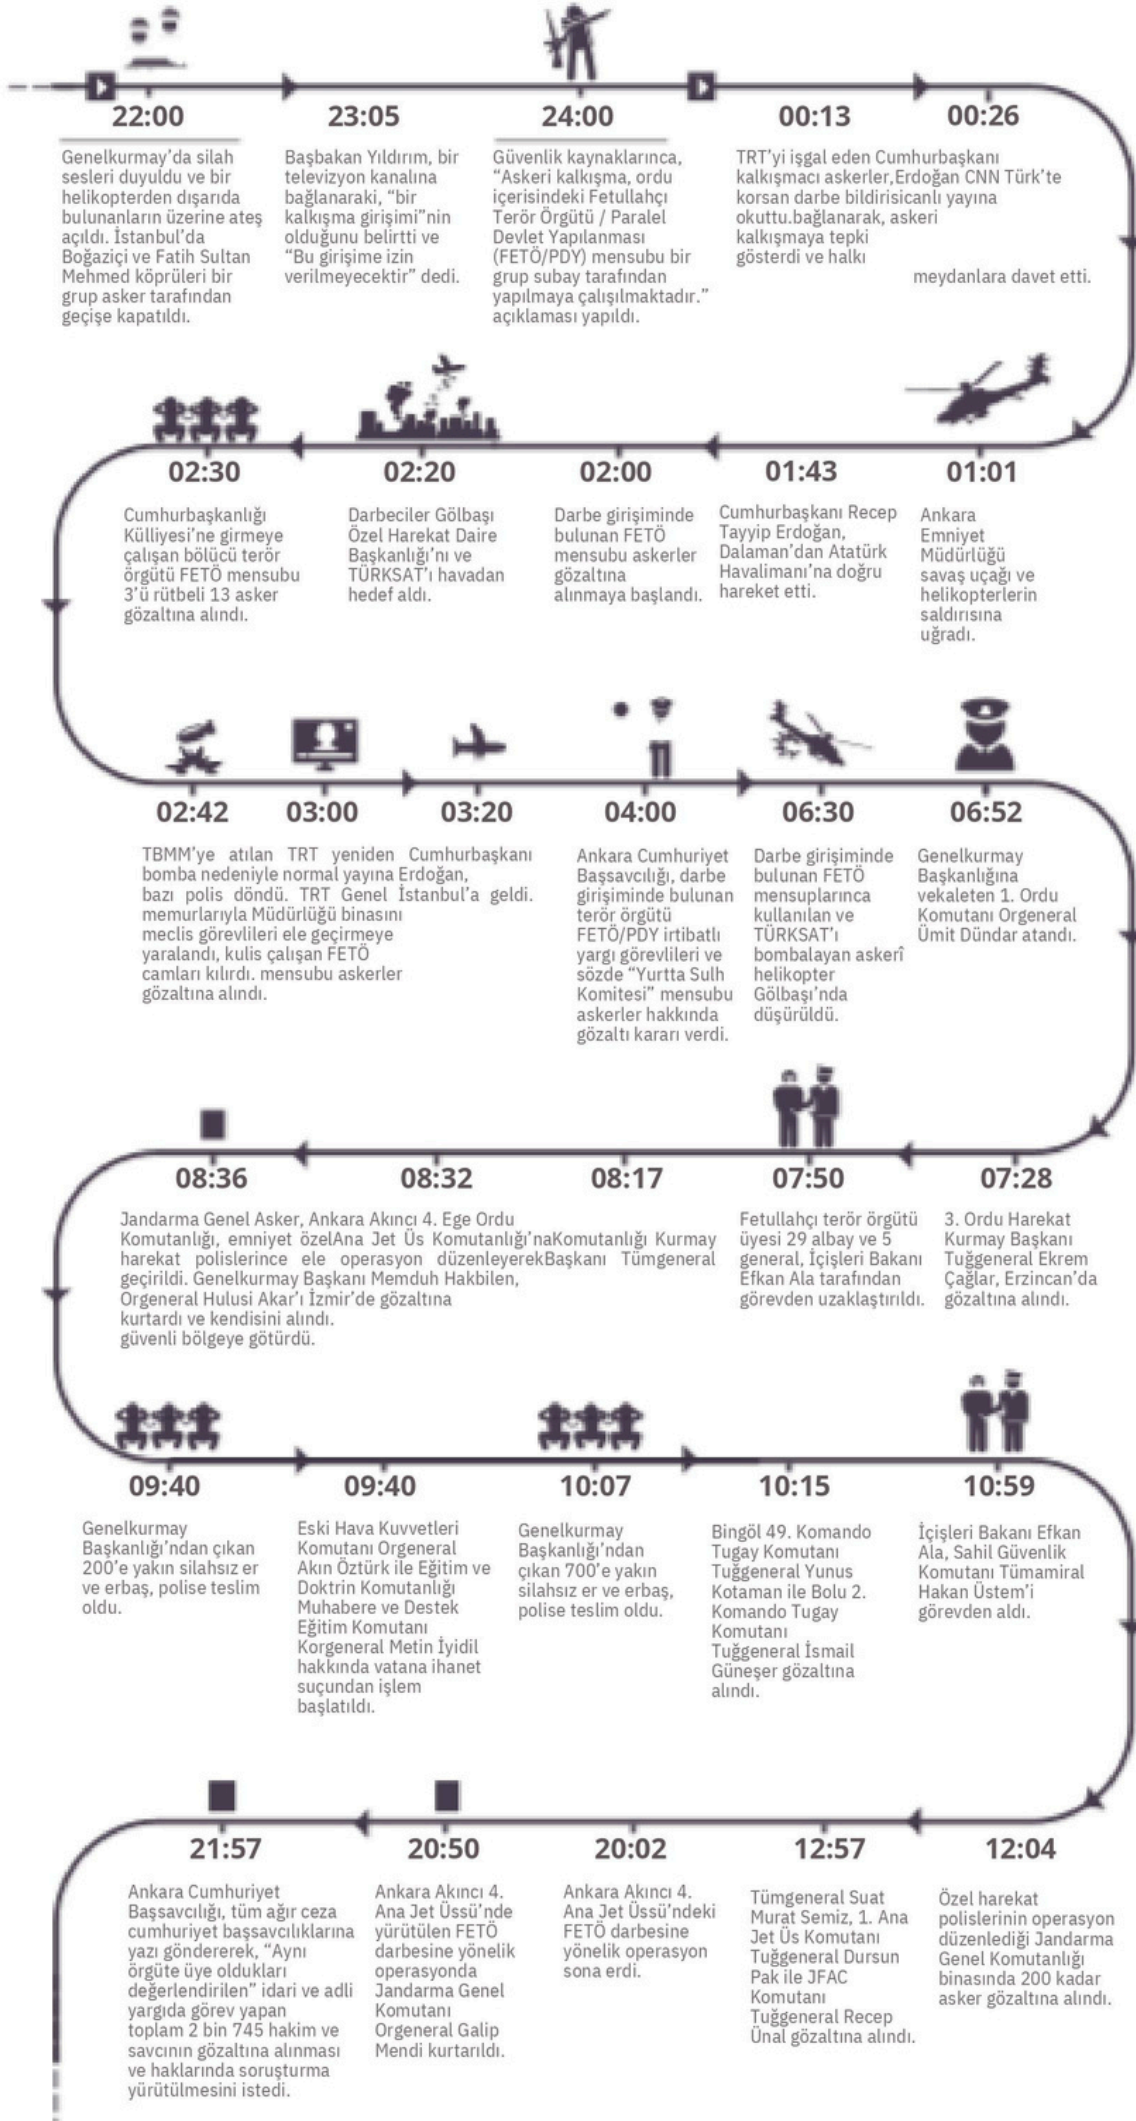 22:00
Genelkurmay’da silah
sesleri duyuldu ve bir
helikopterden dışarıda
bulunanların üzerine ateş
açıldı. İstanbul’da
Boğaziçi ve Fatih Sultan
Mehmed köprüleri bir
grup asker tarafından
geçişe kapatıldı.
23:05
Başbakan Yıldırım, bir
televizyon kanalına
bağlanaraki, “bir
kalkışma girişimi”nin
olduğunu belirtti ve
“Bu girişime izin
verilmeyecektir” dedi.
24:00
Güvenlik kaynaklarınca,
“Askeri kalkışma, ordu
içerisindeki Fetullahçı
Terör Örgütü / Paralel
Devlet Yapılanması
(FETÖ/PDY) mensubu bir
grup subay tarafından
yapılmaya çalışılmaktadır.”
açıklaması yapıldı.
00:13 00:26
TRT’yi işgal eden Cumhurbaşkanı
kalkışmacı askerler,Erdoğan CNN Türk’te
korsan darbe bildirisicanlı yayına
okuttu.bağlanarak, askeri
kalkışmaya tepki
gösterdi ve halkı
meydanlara davet etti.
02:30
Cumhurbaşkanlığı
Külliyesi’ne girmeye
çalışan bölücü terör
örgütü FETÖ mensubu
3’ü rütbeli 13 asker
gözaltına alındı.
02:20
Darbeciler Gölbaşı
Özel Harekat Daire
Başkanlığı’nı ve
TÜRKSAT’ı havadan
hedef aldı.
02:00
Darbe girişiminde
bulunan FETÖ
mensubu askerler
gözaltına
alınmaya başlandı.
01:43
Cumhurbaşkanı Recep
Tayyip Erdoğan,
Dalaman’dan Atatürk
Havalimanı’na doğru
hareket etti.
01:01
Ankara
Emniyet
Müdürlüğü
savaş uçağı ve
helikopterlerin
saldırısına
uğradı.
02:42 03:00 03:20
TBMM’ye atılan TRT yeniden Cumhurbaşkanı
bomba nedeniyle normal yayına Erdoğan,
bazı polis döndü. TRT Genel İstanbul’a geldi.
memurlarıyla Müdürlüğü binasını
meclis görevlileri ele geçirmeye
yaralandı, kulis çalışan FETÖ
camları kılırdı. mensubu askerler
gözaltına alındı.
04:00
Ankara Cumhuriyet
Başsavcılığı, darbe
girişiminde bulunan
terör örgütü
FETÖ/PDY irtibatlı
yargı görevlileri ve
sözde “Yurtta Sulh
Komitesi” mensubu
askerler hakkında
gözaltı kararı verdi.
06:30
Darbe girişiminde
bulunan FETÖ
mensuplarınca
kullanılan ve
TÜRKSAT’ı
bombalayan askerî
helikopter
Gölbaşı’nda
düşürüldü.
06:52
Genelkurmay
Başkanlığına
vekaleten 1. Ordu
Komutanı Orgeneral
Ümit Dündar atandı.
08:36 08:32 08:17
Jandarma Genel Asker, Ankara Akıncı 4. Ege Ordu
Komutanlığı, emniyet özelAna Jet Üs Komutanlığı’naKomutanlığı Kurmay
harekat polislerince ele operasyon düzenleyerekBaşkanı Tümgeneral
geçirildi. Genelkurmay Başkanı Memduh Hakbilen,
Orgeneral Hulusi Akar’ı İzmir’de gözaltına
kurtardı ve kendisini alındı.
güvenli bölgeye götürdü.
07:50
Fetullahçı terör örgütü
üyesi 29 albay ve 5
general, İçişleri Bakanı
Efkan Ala tarafından
görevden uzaklaştırıldı.
07:28
3. Ordu Harekat
Kurmay Başkanı
Tuğgeneral Ekrem
Çağlar, Erzincan’da
gözaltına alındı.
09:40
Genelkurmay
Başkanlığı’ndan çıkan
200’e yakın silahsız er
ve erbaş, polise teslim
oldu.
09:40
Eski Hava Kuvvetleri
Komutanı Orgeneral
Akın Öztürk ile Eğitim ve
Doktrin Komutanlığı
Muhabere ve Destek
Eğitim Komutanı
Korgeneral Metin İyidil
hakkında vatana ihanet
suçundan işlem
başlatıldı.
10:07
Genelkurmay
Başkanlığı’ndan
çıkan 700’e yakın
silahsız er ve erbaş,
polise teslim oldu.
10:15
Bingöl 49. Komando
Tugay Komutanı
Tuğgeneral Yunus
Kotaman ile Bolu 2.
Komando Tugay
Komutanı
Tuğgeneral İsmail
Güneşer gözaltına
alındı.
10:59
İçişleri Bakanı Efkan
Ala, Sahil Güvenlik
Komutanı Tümamiral
Hakan Üstem’i
görevden aldı.
21:57
Ankara Cumhuriyet
Başsavcılığı, tüm ağır ceza
cumhuriyet başsavcılıklarına
yazı göndererek, “Aynı
örgüte üye oldukları
değerlendirilen” idari ve adli
yargıda görev yapan
toplam 2 bin 745 hakim ve
savcının gözaltına alınması
ve haklarında soruşturma
yürütülmesini istedi.
20:50
Ankara Akıncı 4.
Ana Jet Üssü’nde
yürütülen FETÖ
darbesine yönelik
operasyonda
Jandarma Genel
Komutanı
Orgeneral Galip
Mendi kurtarıldı.
20:02
Ankara Akıncı 4.
Ana Jet Üssü’ndeki
FETÖ darbesine
yönelik operasyon
sona erdi.
12:57
Tümgeneral Suat
Murat Semiz, 1. Ana
Jet Üs Komutanı
Tuğgeneral Dursun
Pak ile JFAC
Komutanı
Tuğgeneral Recep
Ünal gözaltına alındı.
12:04
Özel harekat
polislerinin operasyon
düzenlediği Jandarma
Genel Komutanlığı
binasında 200 kadar
asker gözaltına alındı.